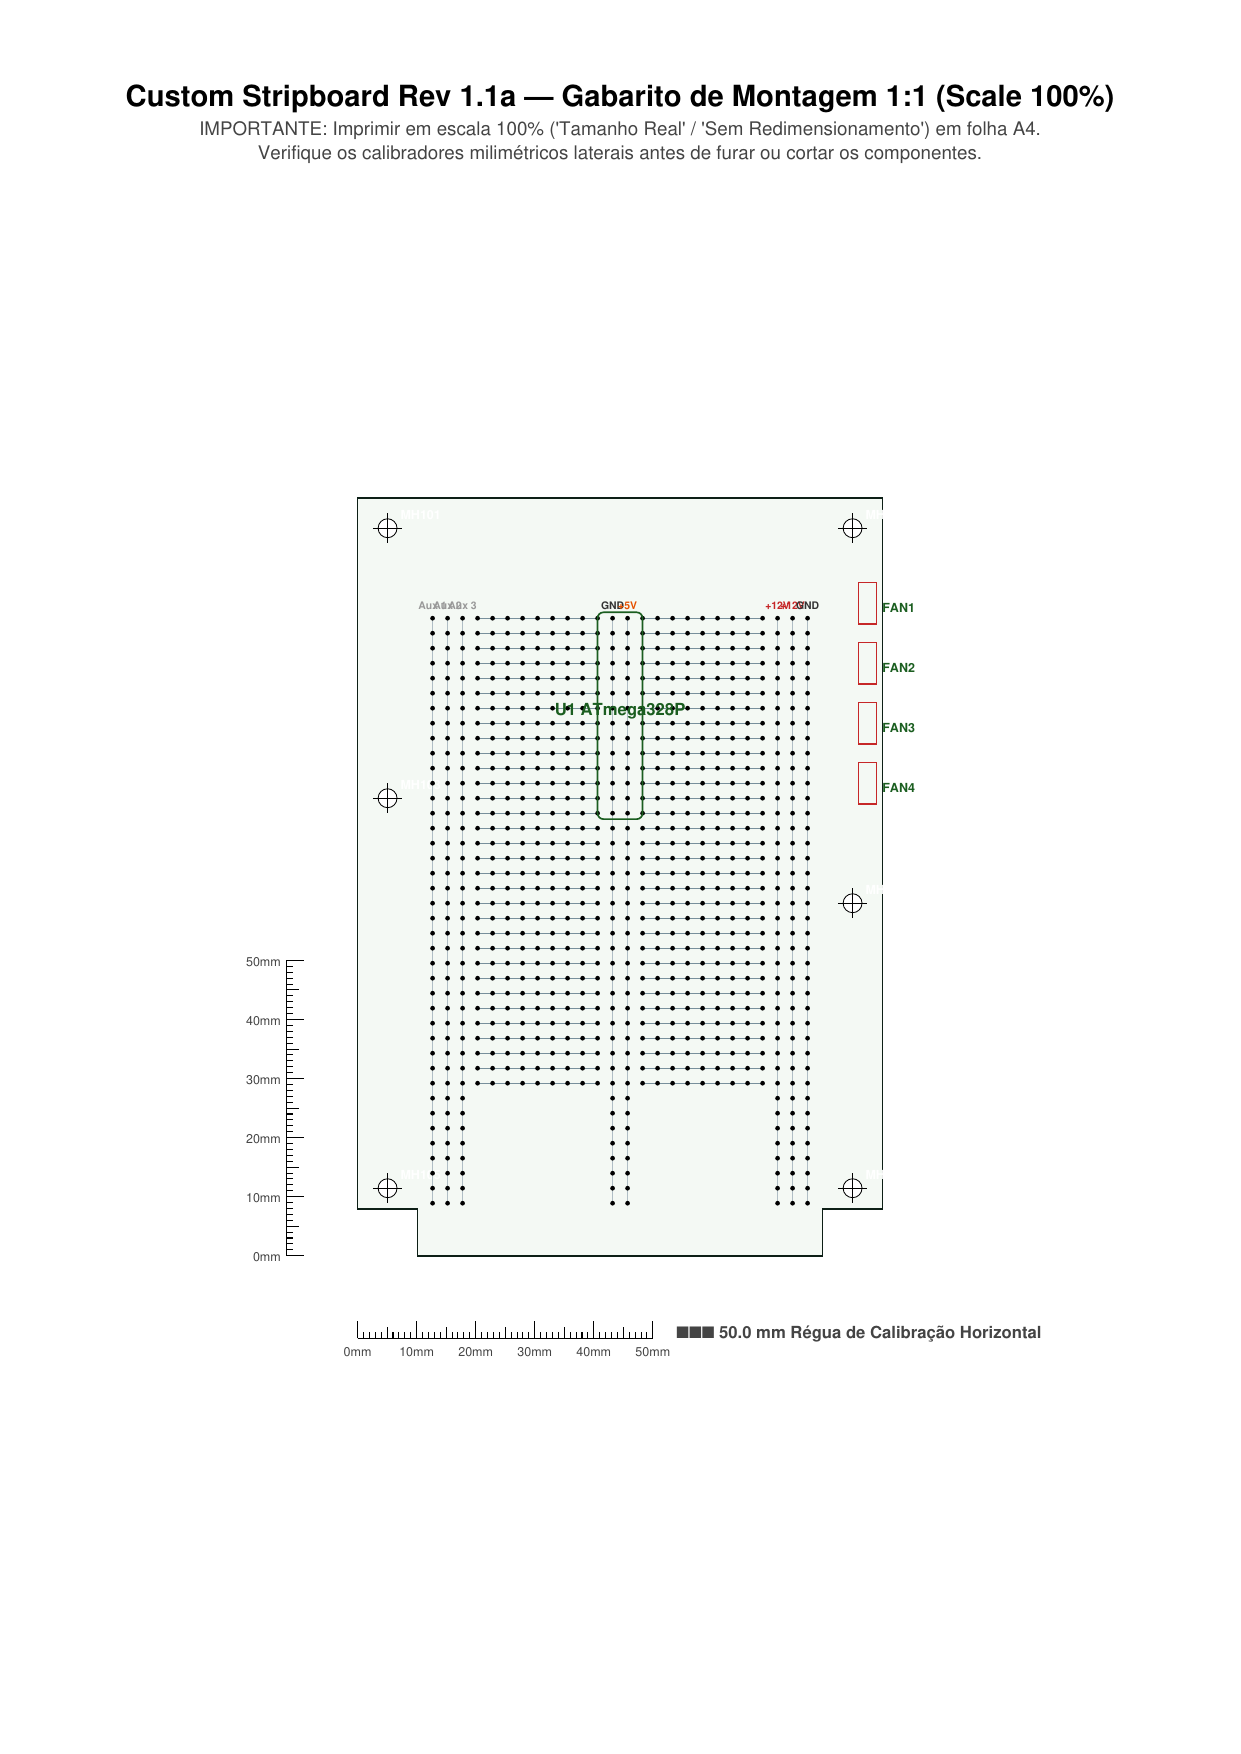 Custom Stripboard Rev 1.1a — Gabarito de Montagem 1:1 (Scale 100%)
IMPORTANTE: Imprimir em escala 100% ('Tamanho Real' / 'Sem Redimensionamento') em folha A4.
Verifique os calibradores milimétricos laterais antes de furar ou cortar os componentes.
MH101
FAN1
GND
+5V
GND
FAN2
U1 ATmega328P
FAN3
FAN4
50mm
40mm
30mm
20mm
10mm
0mm
■■■ 50.0 mm Régua de Calibração Horizontal
0mm 10mm 20mm 30mm 40mm 50mm